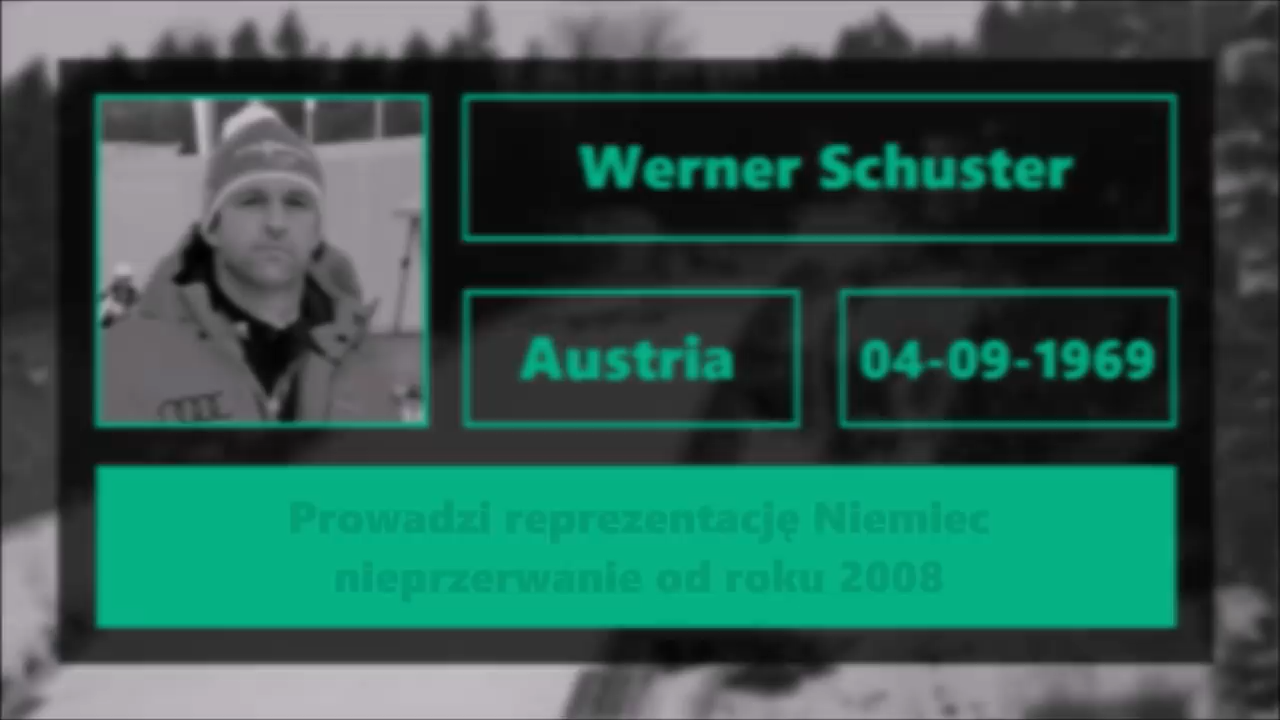 Werner Schuster
Austria
04-09-1969
Prowadzi reprezentację Niemiec
nieprzerwanie od roku 2008